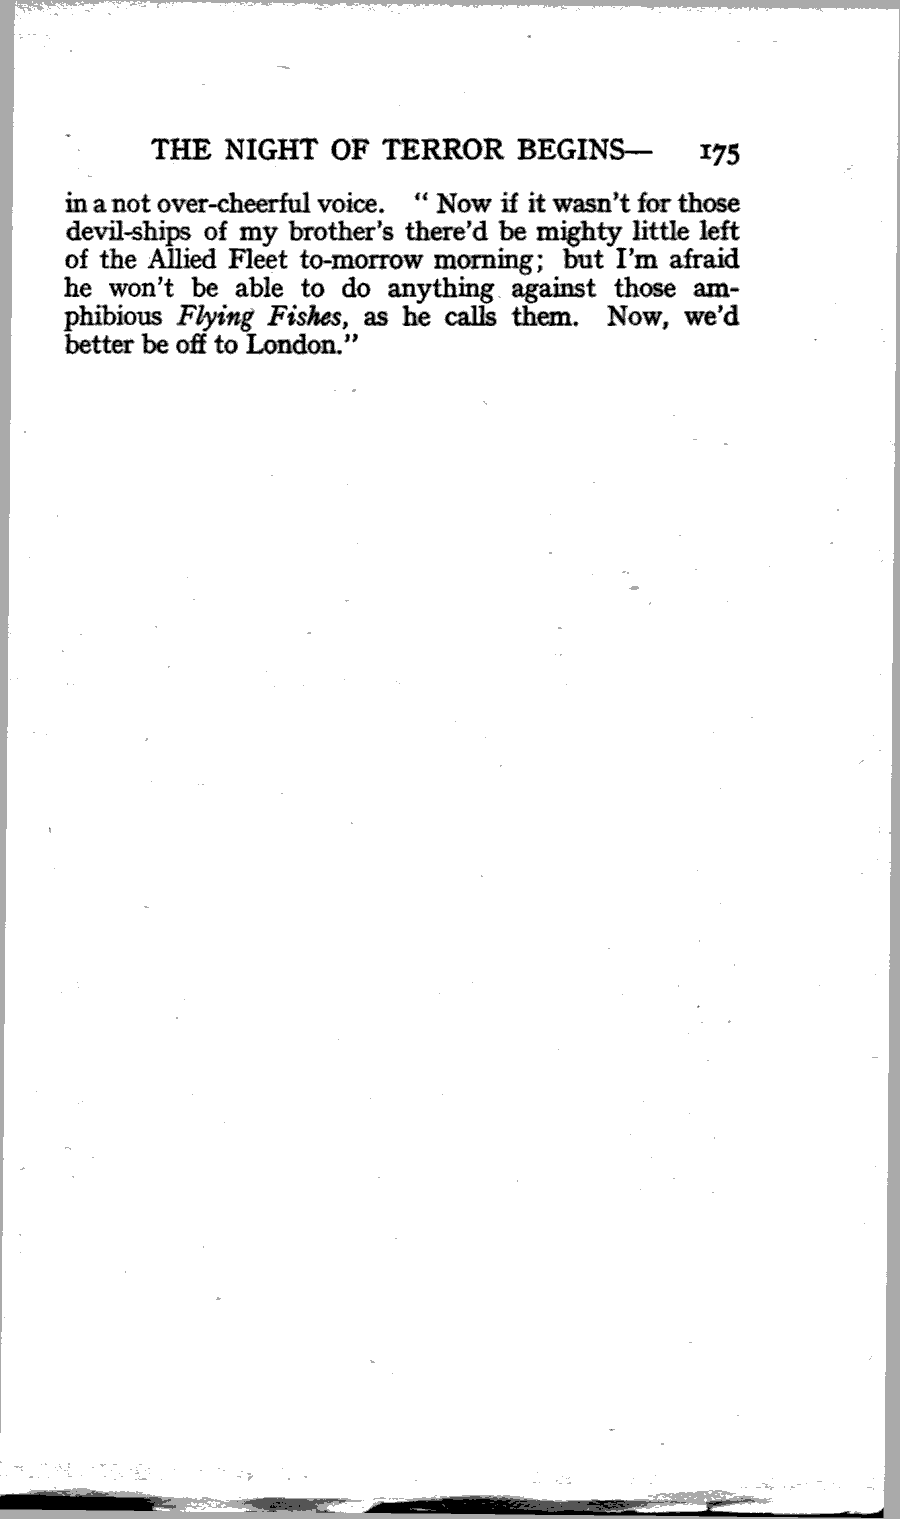 THE NIGHT OF TERROR BEGINS— 175
in a not over-cheerful voice. " Now if it wasn't for those
devil-ships of my brother's there'd be mighty little left
of the Allied Fleet to-morrow morning; but I'm afraid
he won't be able to do anything against those am-
phibious Flying Fishes, as he calls them. Now, we'd
better be off to London."